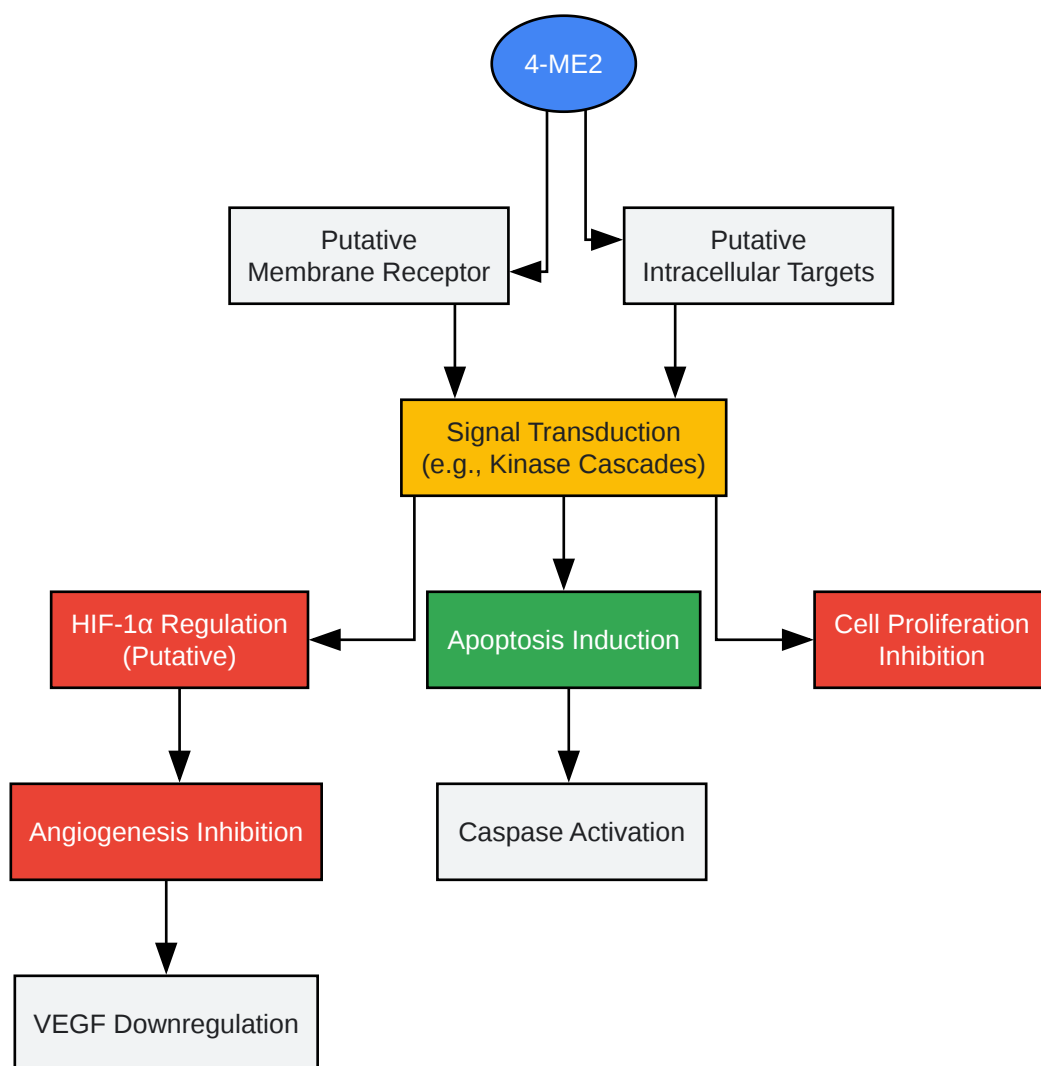 4-ME2
Putative
Membrane Receptor
Putative
Intracellular Targets
Signal Transduction
(e.g., Kinase Cascades)
HIF-1α Regulation
(Putative)
Apoptosis Induction
Cell Proliferation
Inhibition
Angiogenesis Inhibition
Caspase Activation
VEGF Downregulation